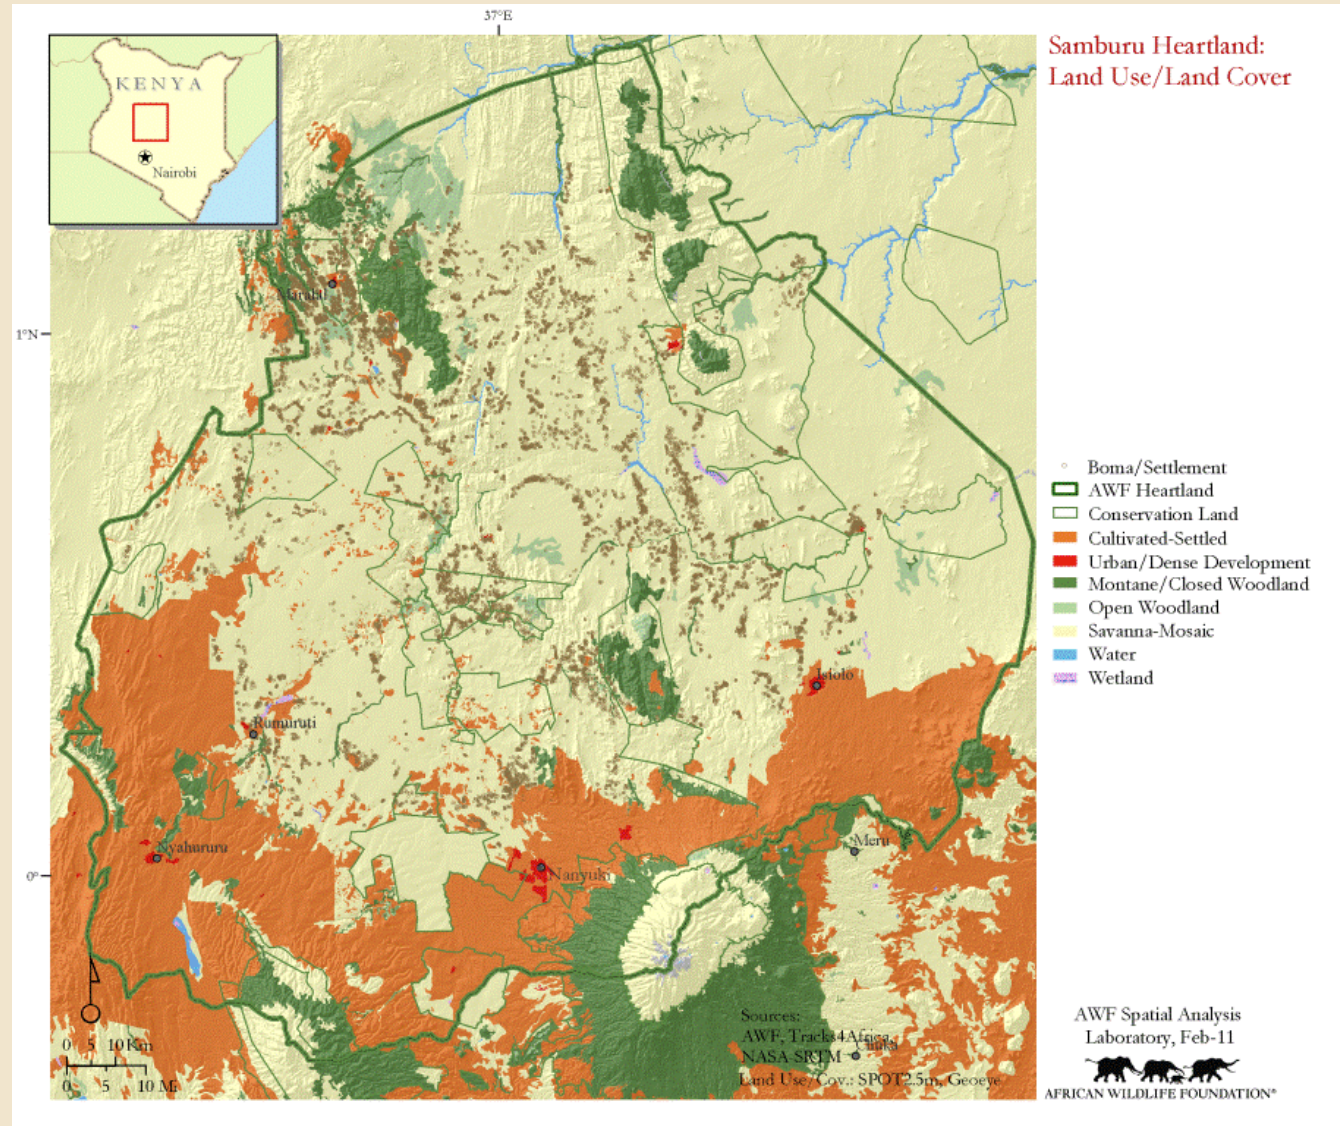 37°E
Samburu Heartland:
Land Use/Land Cover
KENYA
Nairobi
Maralal
1°N
Boma/Settlement
AWF Heartland
Conservation Land
Cultivated-Settled
Urban/Dense Development
Montane/Closed Woodland
Open Woodland
Savanna-Mosaic
Water
Wetland
Isiolo
Rumuruti
Meru
Nyahururu
Nanyuki
0°
Sources:
AWF, Tracks4Africa,
NASA-SRTM
Land Use/Cov.: SPOT2.5m, Geoeye
0 5 10 Km
0 5 10 Mi
AWF Spatial Analysis
Laboratory, Feb-11
AFRICAN WILDLIFE FOUNDATION®